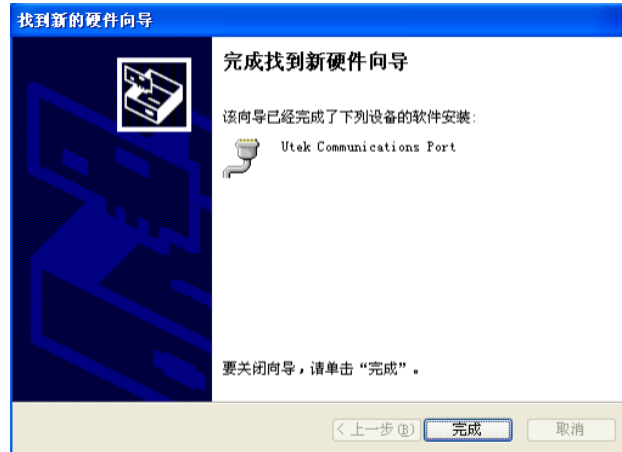 找到新的硬件向导
完成找到新硬件向导
该向导已经完成了下列设备的软件安装:
Utek Communications Port
要关闭向导，请单击“完成”。
<上一步(B)
完成
取消